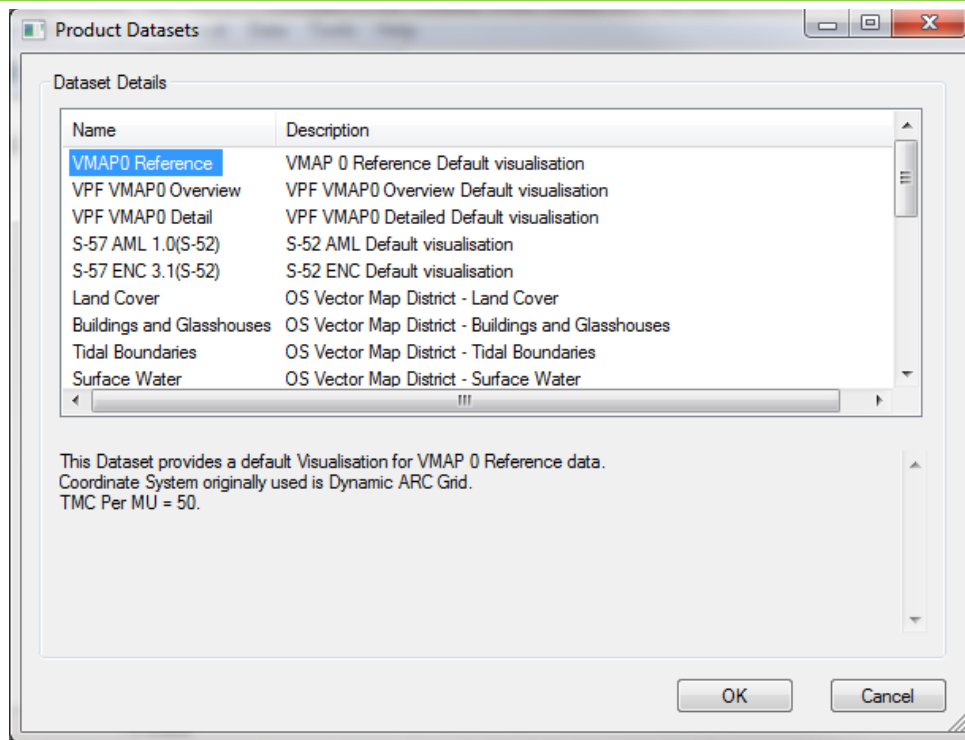 Product Datasets
Dataset Details
Name Description
VMAP0 Reference VMAP 0 Reference Default visualisation
VPF VMAP0 Overview VPF VMAP0 Overview Default visualisation
VPF VMAP0 Detail VPF VMAP0 Detailed Default visualisation
S-57 AML 1.0(S-52) S-52 AML Default visualisation
S-57 ENC 3.1(S-52) S-52 ENC Default visualisation
Land Cover OS Vector Map District - Land Cover
Buildings and Glasshouses OS Vector Map District - Buildings and Glasshouses
Tidal Boundaries OS Vector Map District - Tidal Boundaries
Surface Water OS Vector Map District - Surface Water
This Dataset provides a default Visualisation for VMAP 0 Reference data.
Coordinate System originally used is Dynamic ARC Grid.
TMC Per MU = 50.
OK Cancel